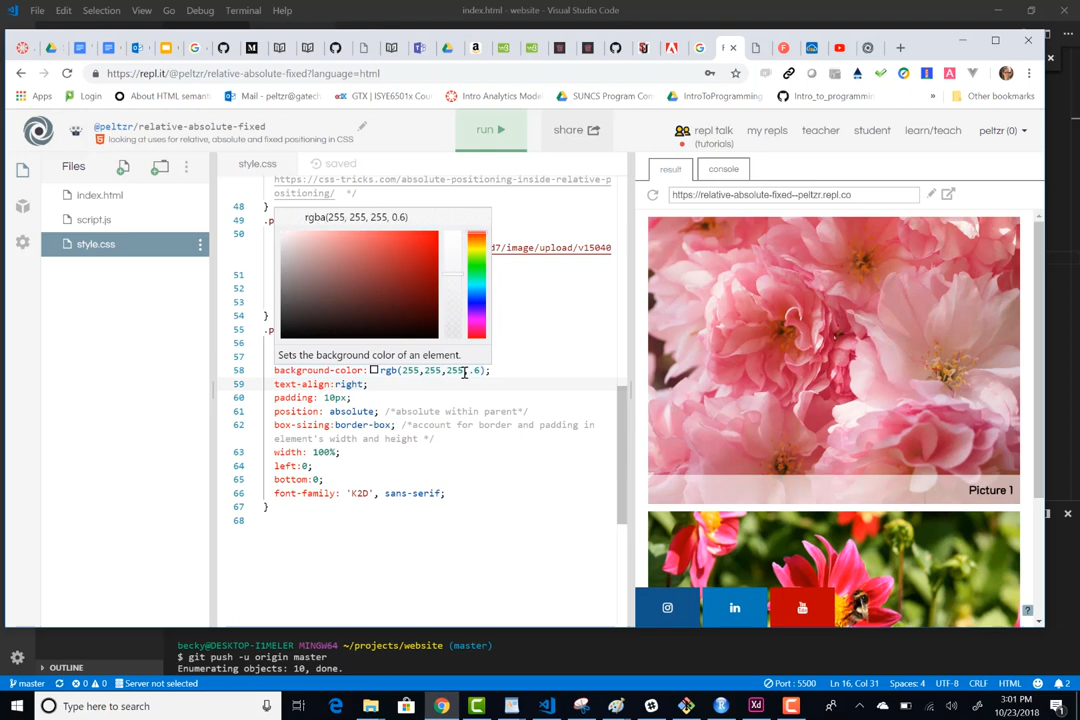 File Edit Selection View Go Debug Terminal Help
index.html - website - Visual Studio Code
https://repl.it/@peltzr/relative-absolute-fixed?language=html
Apps
Login
About HTML semanti
Mail - peltzr@gatech
GTX | ISYE6501x Cour
Intro Analytics Mode
SUNCS Program Com
IntroToProgramming
Intro_to_programmin
» Other bookmarks
@peltzr/relative-absolute-fixed
looking at uses for relative, absolute and fixed positioning in CSS
run
share
repl talk
(tutorials)
my repls
teacher
student
learn/teach
peltzr (0)
Files
index.html
script.js
style.css
style.css
saved
https://css-tricks.com/absolute-positioning-inside-relative-p
ositioning/ */
48 }
49 .p
50
d7/image/upload/v15040
51
52
53
54 }
55 .p
56
57
rgba(255, 255, 255, 0.6)
Sets the background color of an element.
58 background-color: rgb(255,255,255,.6);
59 text-align:right;
60 padding: 10px;
61 position: absolute; /*absolute within parent*/
62 box-sizing:border-box; /*account for border and padding in
element's width and height */
63 width: 100%;
64 left:0;
65 bottom:0;
66 font-family: 'K2D', sans-serif;
67 }
68
result
console
https://relative-absolute-fixed--peltzr.repl.co
Picture 1
in
You
?
becky@DESKTOP-I1MELER MINGW64 ~/projects/website (master)
$ git push -u origin master
Enumerating objects: 10, done.
OUTLINE
master
0 0
Server not selected
Port : 5500
Ln 16, Col 31
Spaces: 4
UTF-8
CRLF
HTML
2
Type here to search
3:01 PM
10/23/2018